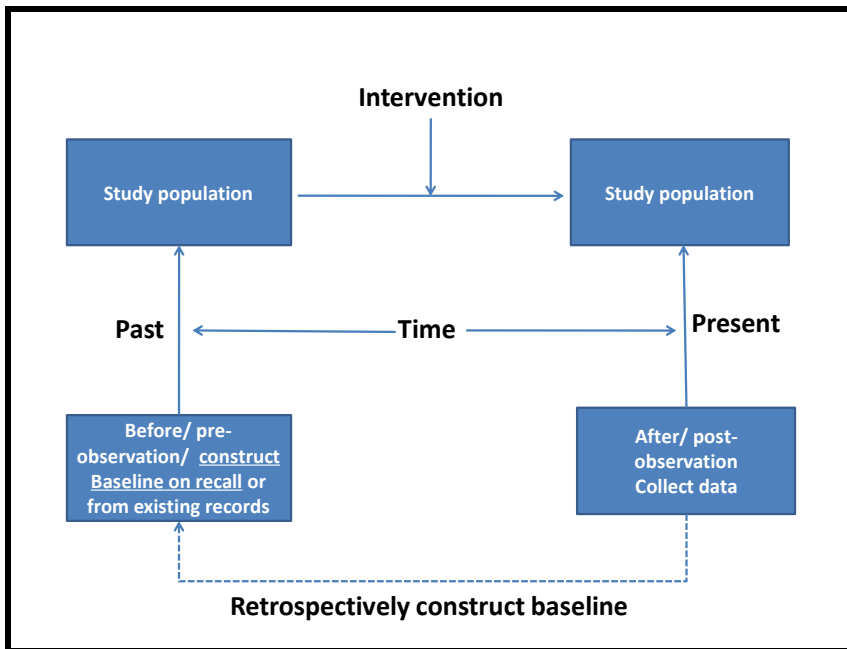 Intervention
Study population
Study population
Past
Time
Present
Before/ pre-
observation/ construct
Baseline on recall or
from existing records
After/ post-
observation
Collect data
Retrospectively construct baseline